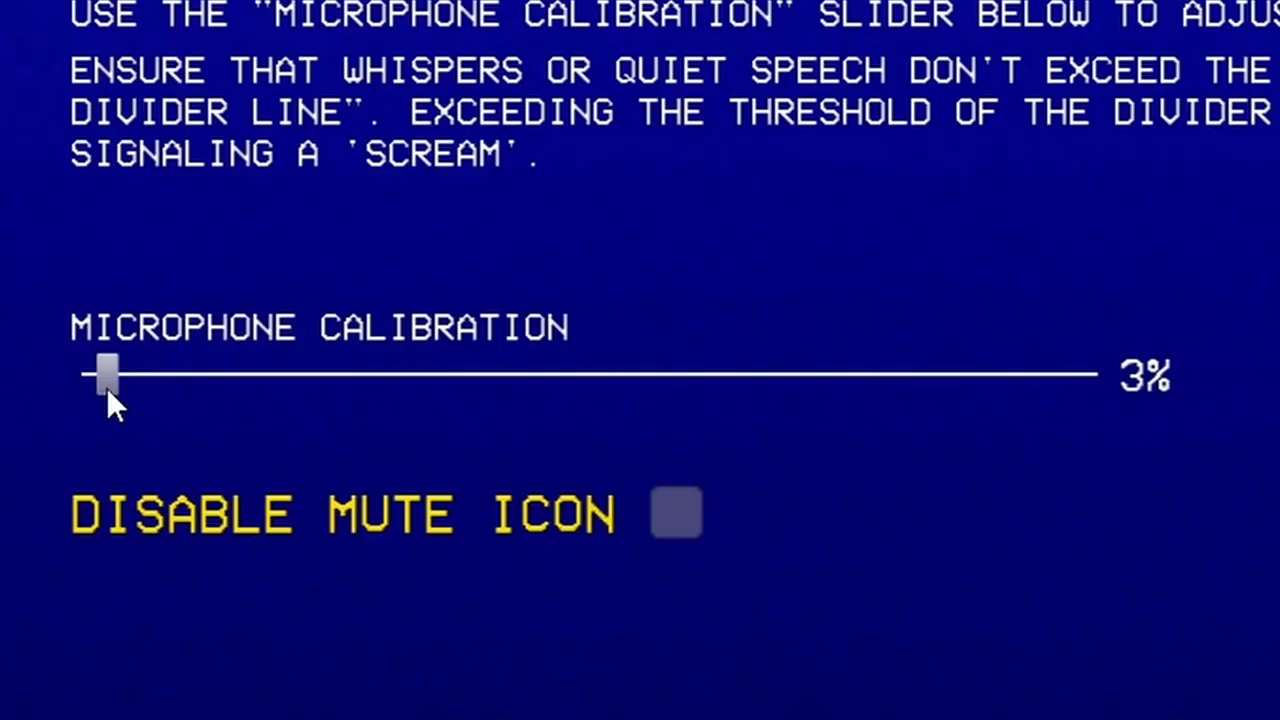 USE THE "MICROPHONE CALIBRATION" SLIDER BELOW TO
ENSURE THAT WHISPERS OR QUIET SPEECH DON'T EXCEED THE
DIVIDER LINE". EXCEEDING THE THRESHOLD OF THE DIVIDER
SIGNALING A 'SCREAM'.
MICROPHONE CALIBRATION
3%
DISABLE MUTE ICON